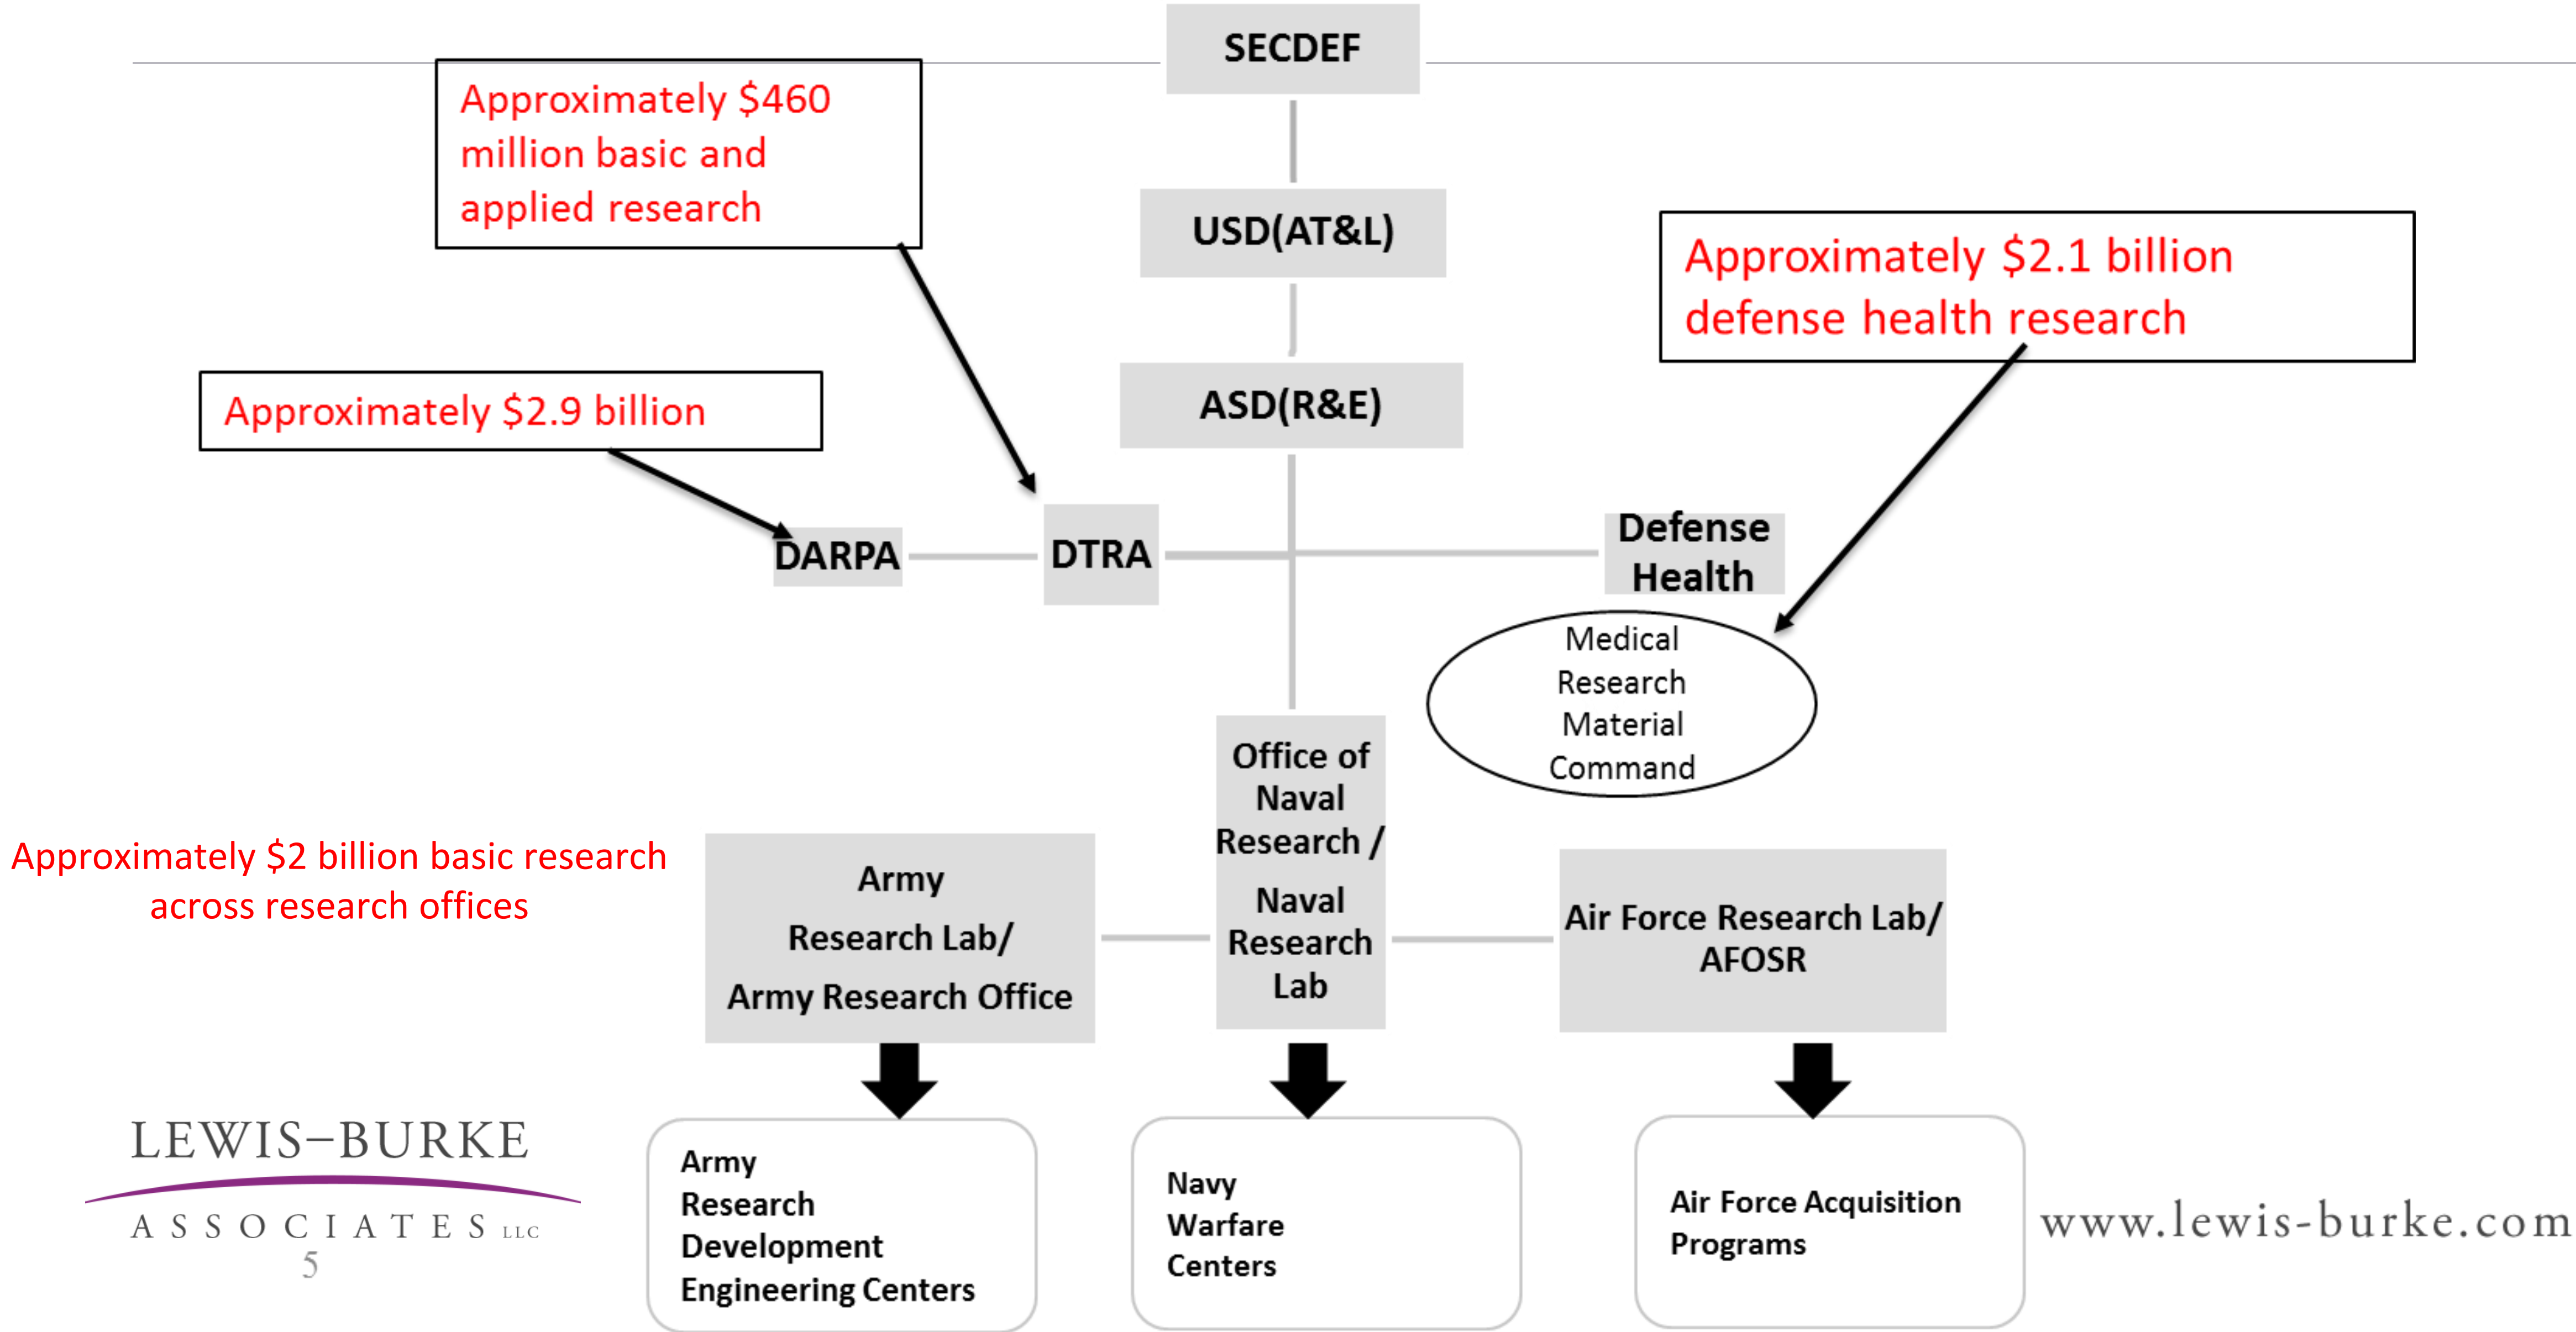 SECDEF
Approximately $460
million basic and
applied research
USD(AT&L)
Approximately $2.1 billion
defense health research
ASD(R&E)
Approximately $2.9 billion
DARPA
DTRA
Defense
Health
Medical
Research
Material
Command
Office of
Naval
Research /
Naval
Research
Lab
Approximately $2 billion basic research
across research offices
Army
Research Lab/
Army Research Office
Air Force Research Lab/
AFOSR
Army
Research
Development
Engineering Centers
Navy
Warfare
Centers
Air Force Acquisition
Programs
LEWIS–BURKE
ASSOCIATES LLC
5
www.lewis-burke.com